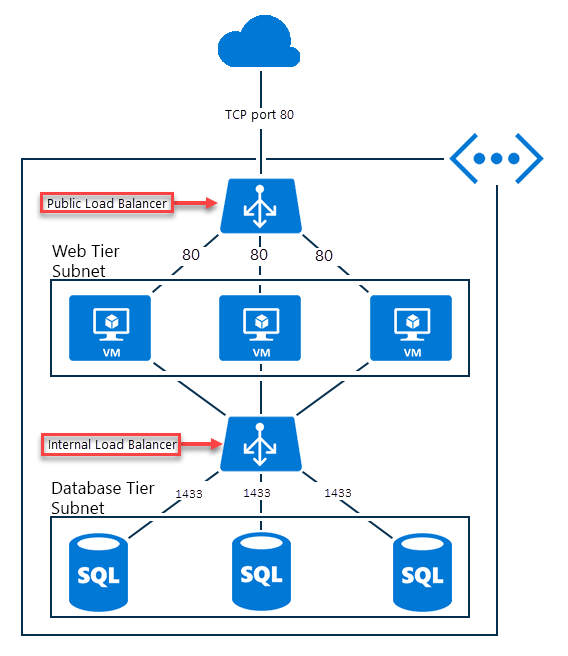 TCP port 80
Public Load Balancer
80 80 80
Web Tier
Subnet
VM VM VM
Internal Load Balancer
Database Tier
Subnet
1433 1433 1433
SQL SQL SQL